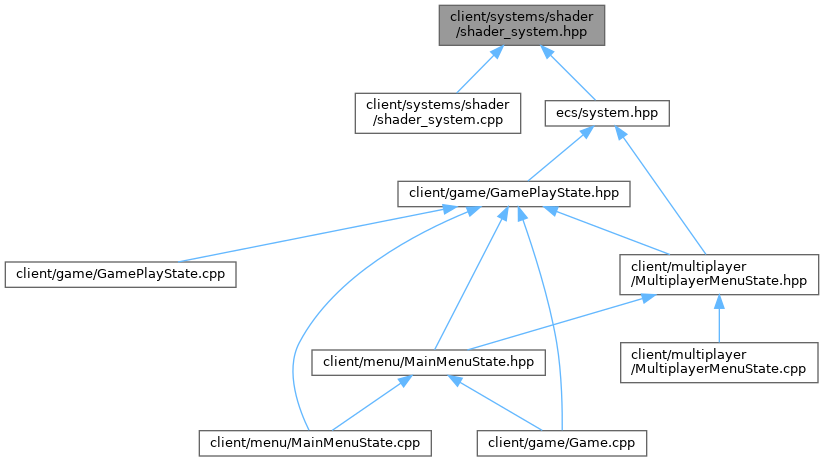 client/systems/shader
/shader_system.hpp
client/systems/shader
/shader_system.cpp
ecs/system.hpp
client/game/GamePlayState.hpp
client/game/GamePlayState.cpp
client/multiplayer
/MultiplayerMenuState.hpp
client/menu/MainMenuState.hpp
client/multiplayer
/MultiplayerMenuState.cpp
client/menu/MainMenuState.cpp
client/game/Game.cpp